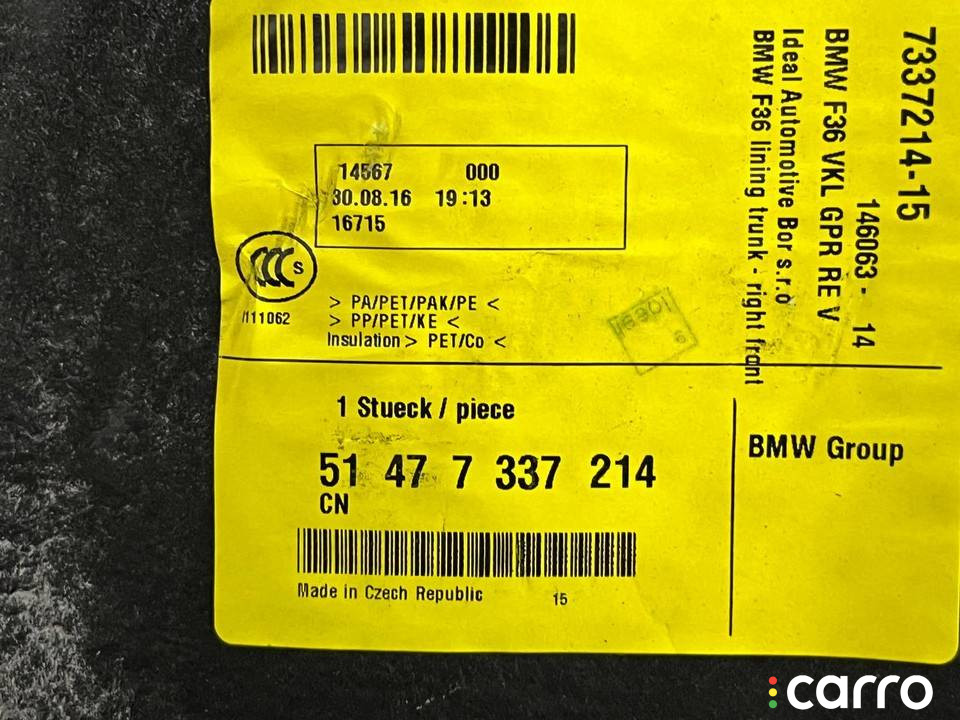 14567 000
30.08.16 19:13
16715
CCC S
> PA/PET/PAK/PE <
> PP/PET/KE <
Insulation > PET/Co <
1 Stueck / piece
51 47 7 337 214
CN
Made in Czech Republic 15
7337214-15
146063 - 14
BMW F36 VKL GPR RE V
Ideal Automotive Bor s.r.o
BMW F36 lining trunk - right front
BMW Group
carro